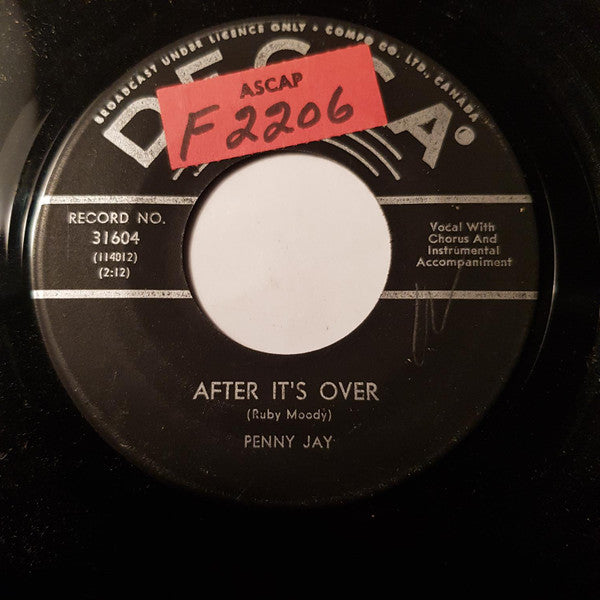 BROADCAST UNDER LICENCE ONLY • COMPO CO. LTD., CANADA
DECCA
ASCAP
F2206
RECORD NO.
31604
(114012)
(2:12)
Vocal With
Chorus And
Instrumental
Accompaniment
AFTER IT'S OVER
(Ruby Moody)
PENNY JAY